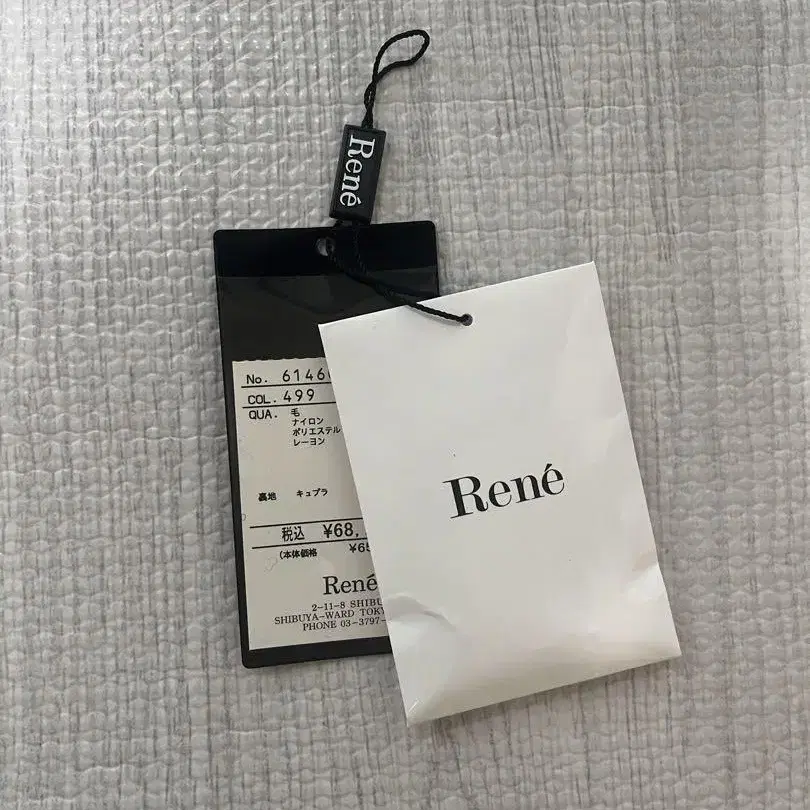 René
No. 6146
COL. 499
QUA. 毛
ナイロン
ポリエステル
レーヨン
裏地 キュプラ
税込 ¥68,
(本体価格 ¥65
René
2-11-8 SHIBU
SHIBUYA-WARD TOKY
PHONE 03-3797-
René